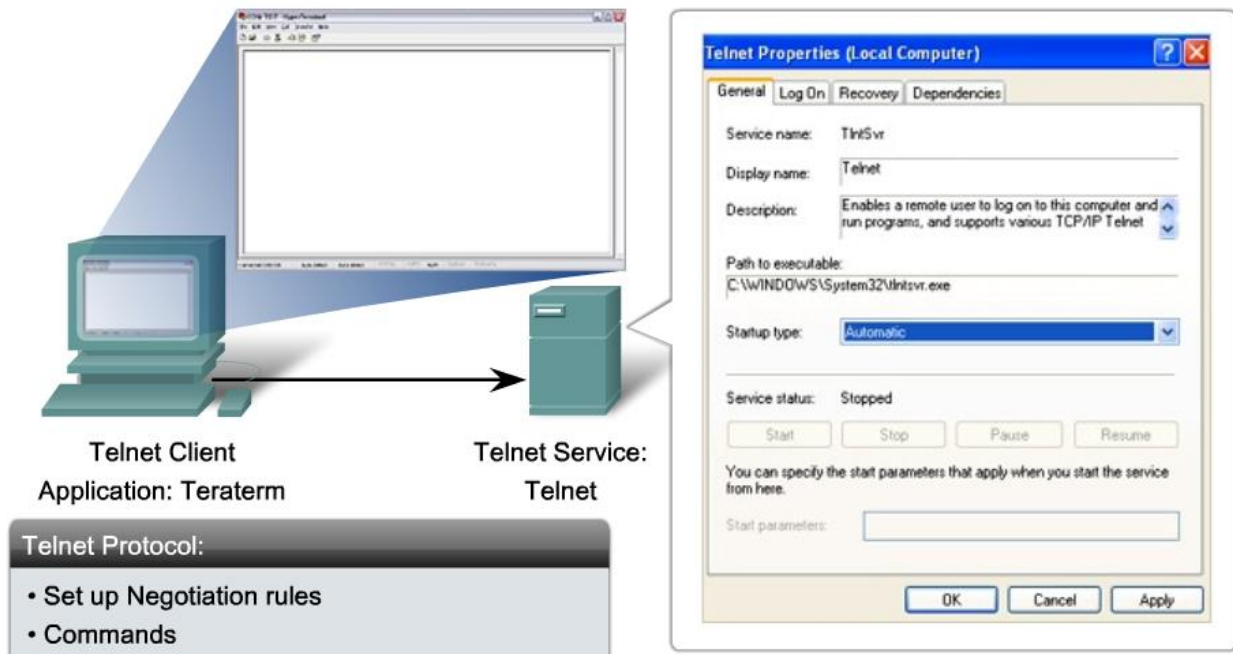 HyperTerminal
Telnet Client
Application: Teraterm
Telnet Service:
Telnet
Telnet Protocol:
• Set up Negotiation rules
• Commands
Telnet Properties (Local Computer)
General Log On Recovery Dependencies
Service name: TlntSvr
Display name: Telnet
Description: Enables a remote user to log on to this computer and
run programs, and supports various TCP/IP Telnet
Path to executable:
C:\WINDOWS\System32\tlntsvr.exe
Startup type: Automatic
Service status: Stopped
Start Stop Pause Resume
You can specify the start parameters that apply when you start the service
from here.
Start parameters:
OK Cancel Apply